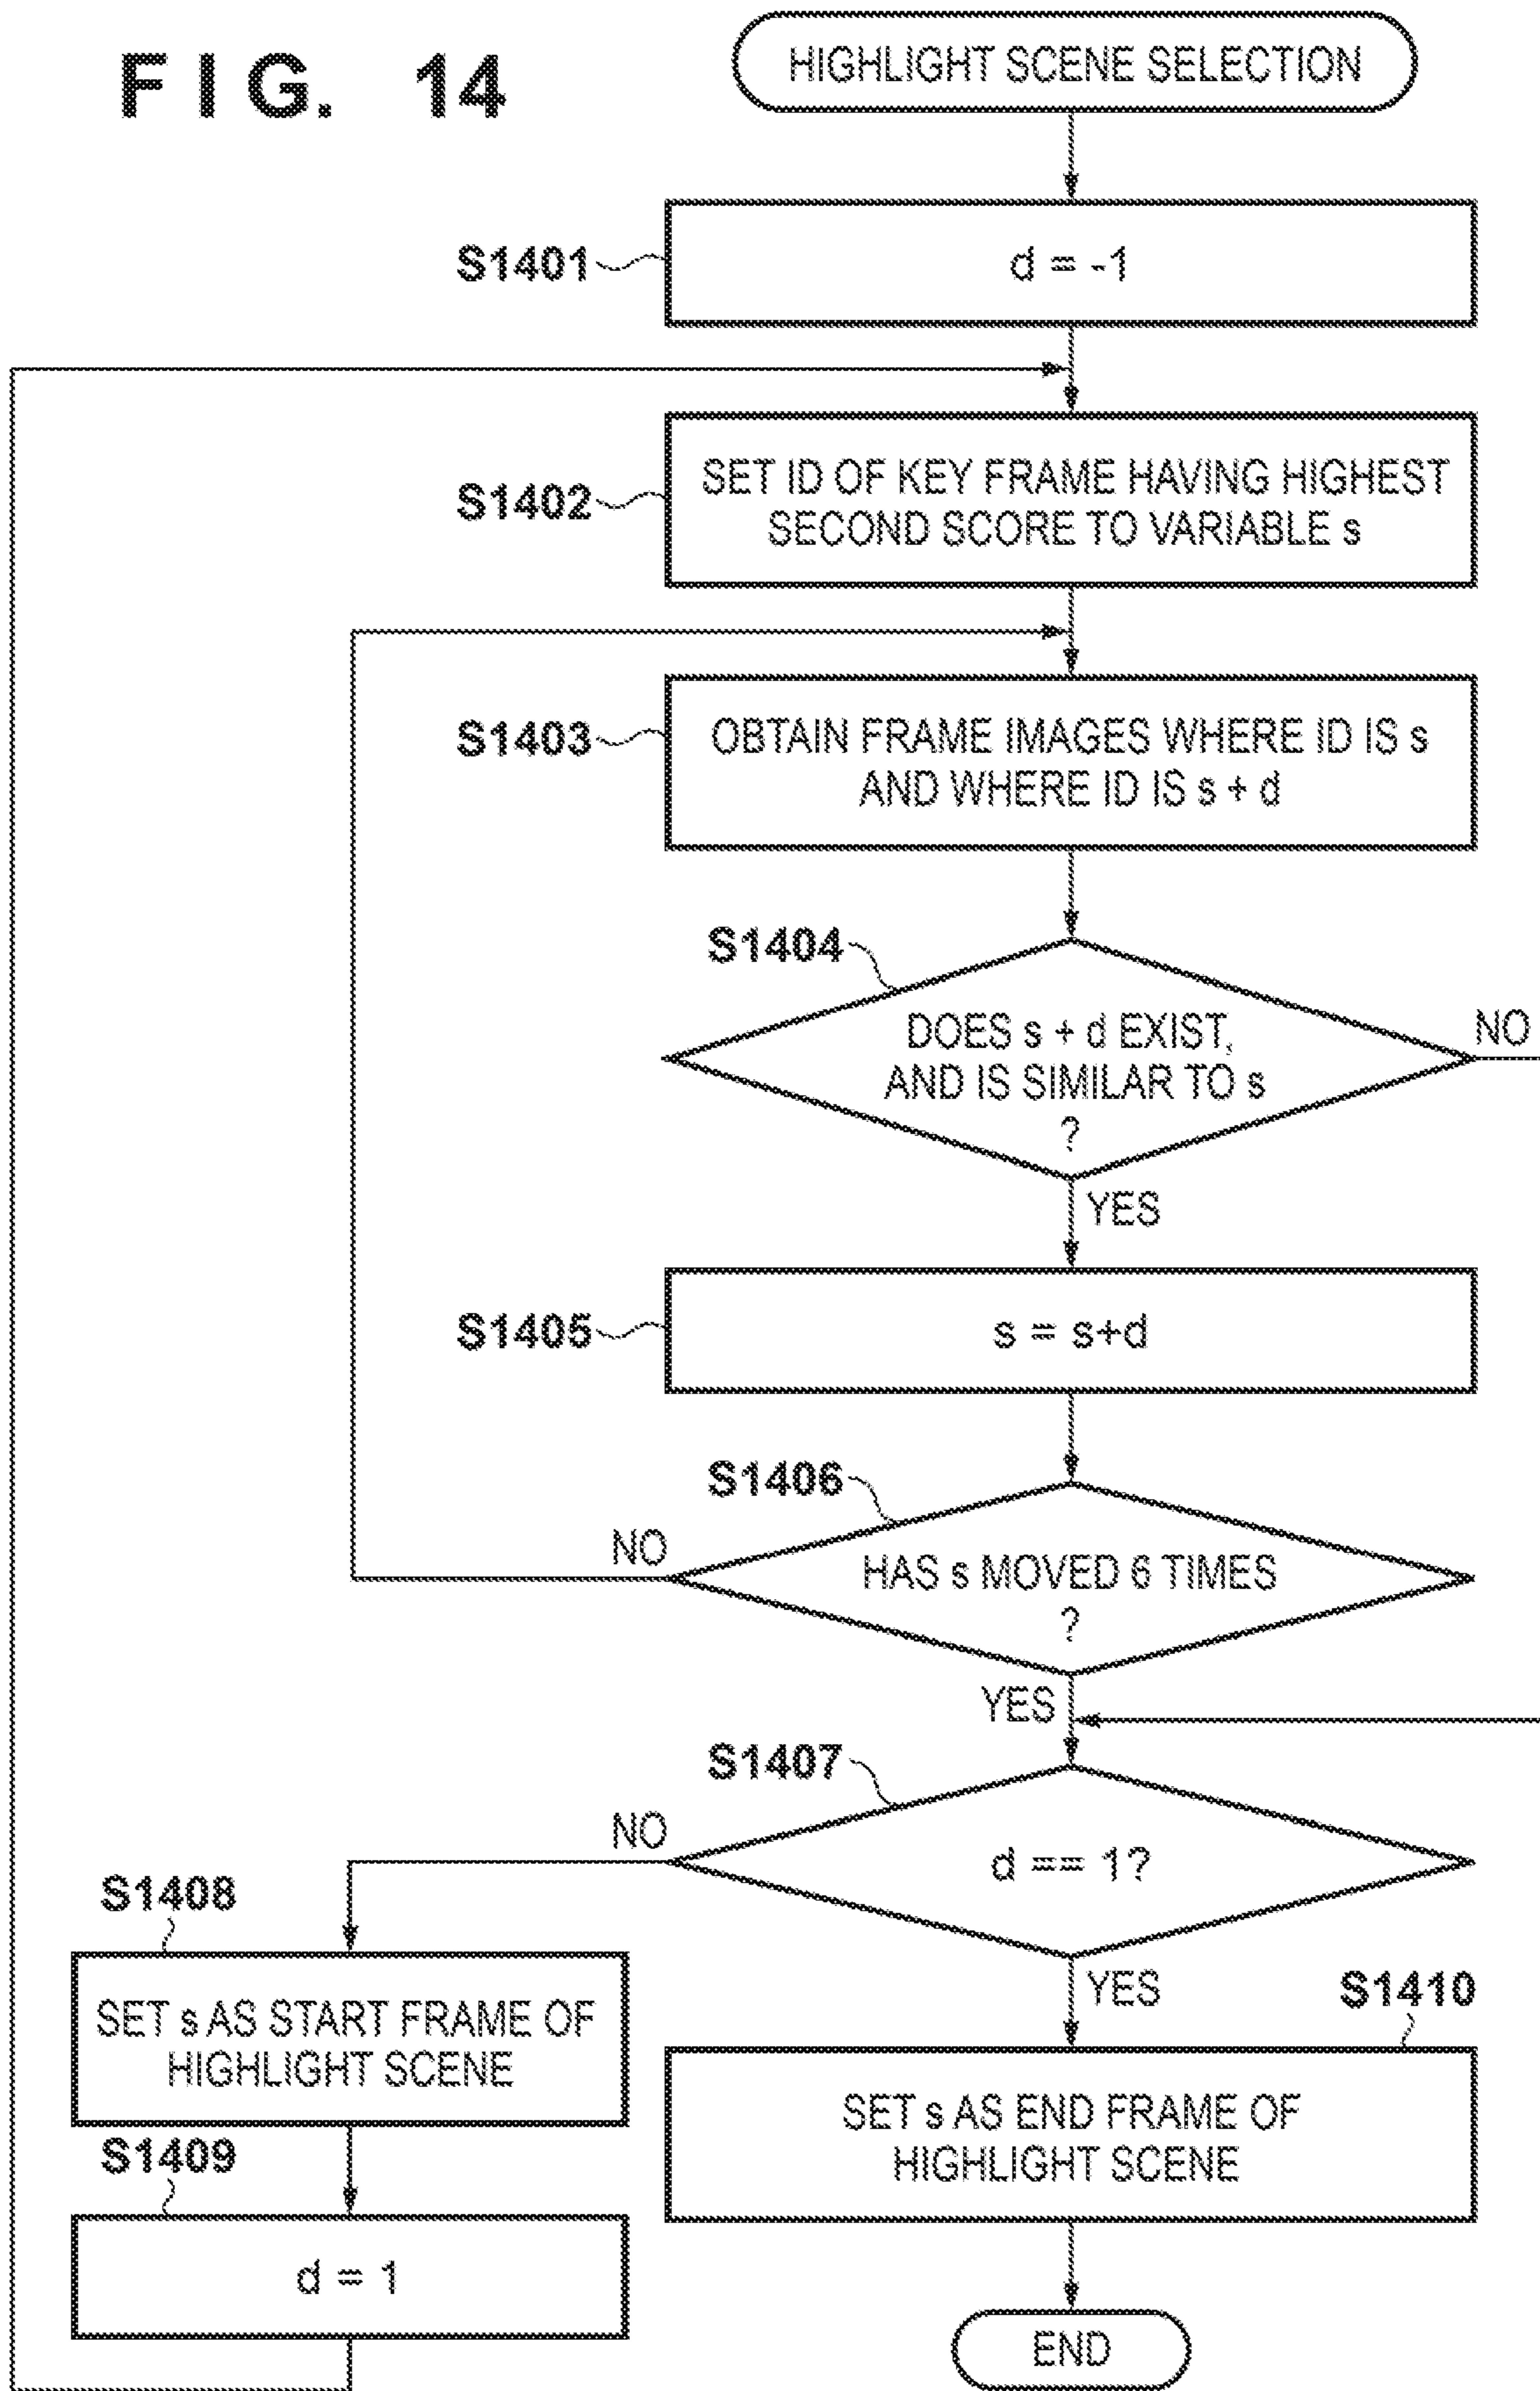 FIG. 14
HIGHLIGHT SCENE SELECTION
S1401
d = -1
S1402
SET ID OF KEY FRAME HAVING HIGHEST
SECOND SCORE TO VARIABLE s
S1403
OBTAIN FRAME IMAGES WHERE ID IS s
AND WHERE ID IS s + d
S1404
DOES s + d EXIST,
AND IS SIMILAR TO s
?
NO
YES
S1405
s = s+d
S1406
NO
HAS s MOVED 6 TIMES
?
YES
S1407
NO
d == 1?
S1408
YES
S1410
SET s AS START FRAME OF
HIGHLIGHT SCENE
SET s AS END FRAME OF
HIGHLIGHT SCENE
S1409
d = 1
END